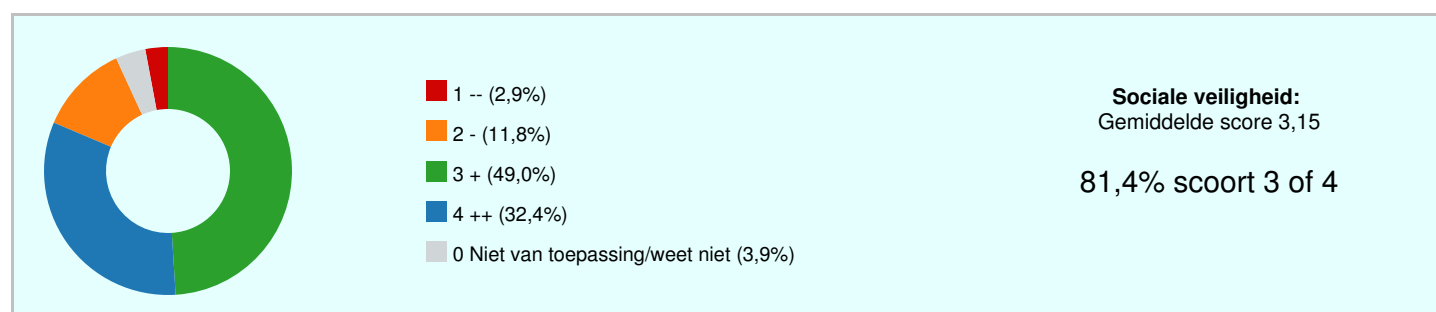 1 -- (2,9%)
2 - (11,8%)
3 + (49,0%)
4 ++ (32,4%)
0 Niet van toepassing/weet niet (3,9%)
Sociale veiligheid:
Gemiddelde score 3,15
81,4% scoort 3 of 4